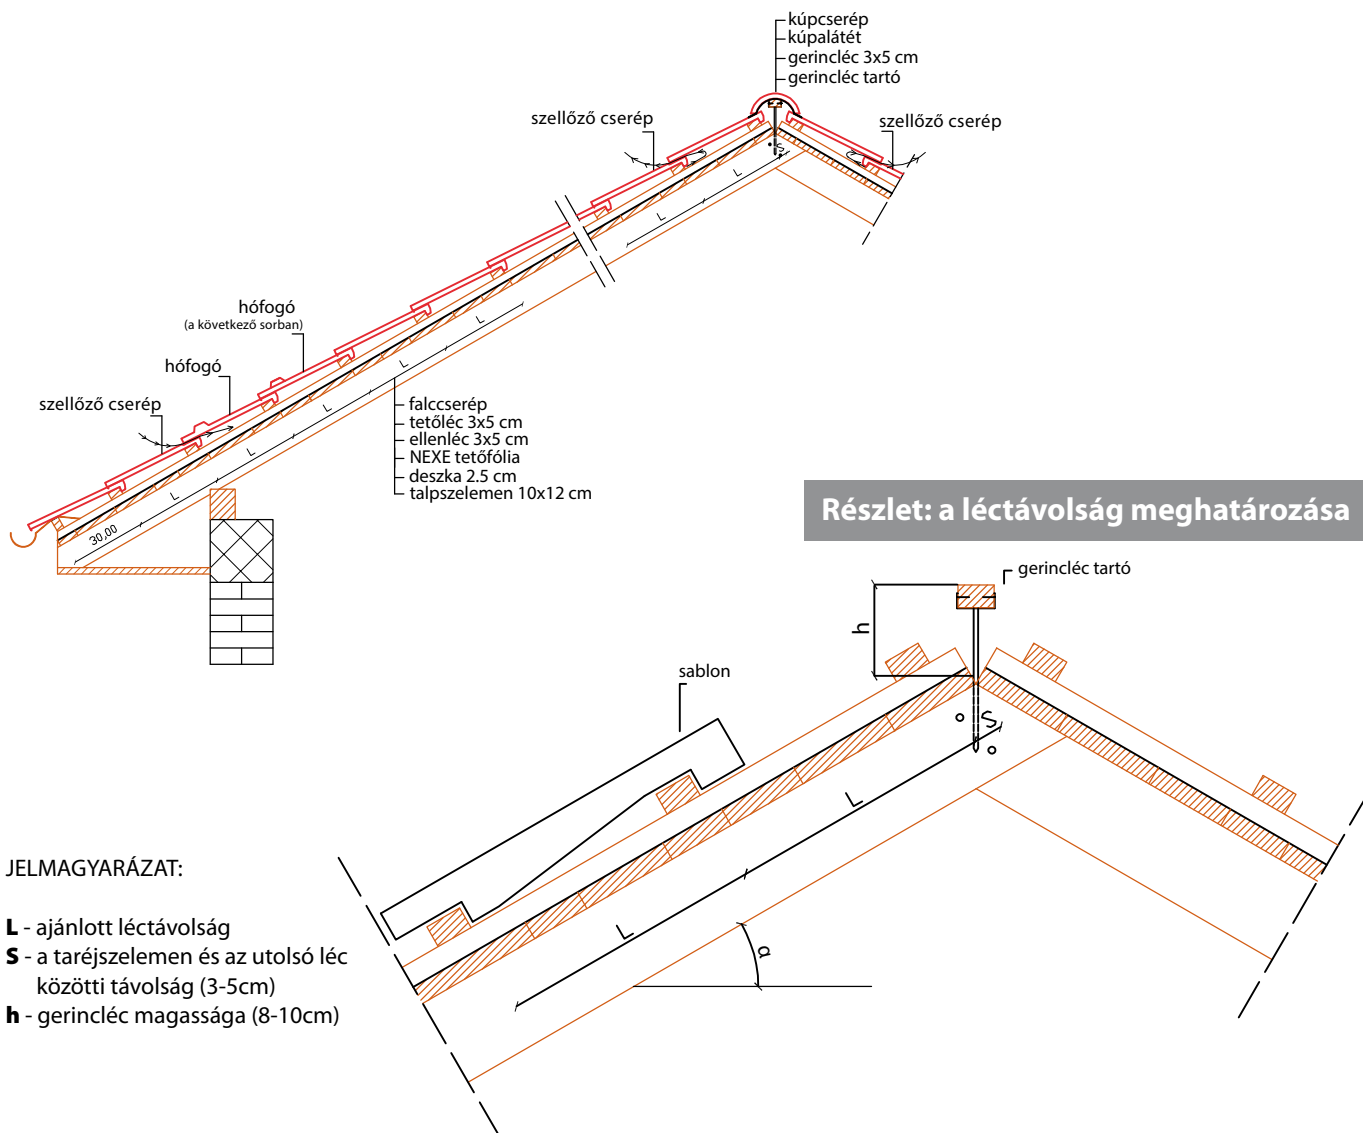 kúpcserép
kúpalátét
gerincléc 3x5 cm
gerincléc tartó
szellőző cserép
szellőző cserép
S
L
L
hófogó
(a következő sorban)
hófogó
szellőző cserép
L
L
L
L
L
30,00
falccserép
tetőléc 3x5 cm
ellenléc 3x5 cm
NEXE tetőfólia
deszka 2.5 cm
talpszelemen 10x12 cm
Részlet: a léctávolság meghatározása
gerincléc tartó
h
sablon
S
L
L
α
JELMAGYARÁZAT:
L - ajánlott léctávolság
S - a taréjszelemen és az utolsó léc
közötti távolság (3-5cm)
h - gerincléc magassága (8-10cm)